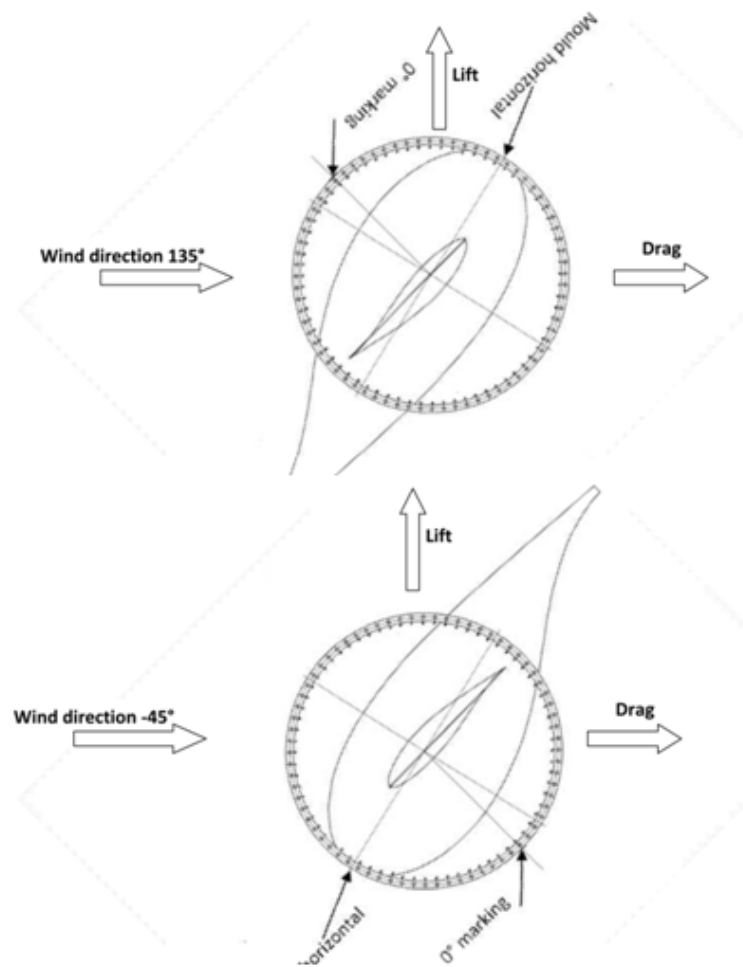 Lift
Mould horizontal
0° marking
Wind direction 135°
Drag
Lift
Wind direction -45°
Drag
horizontal
0° marking